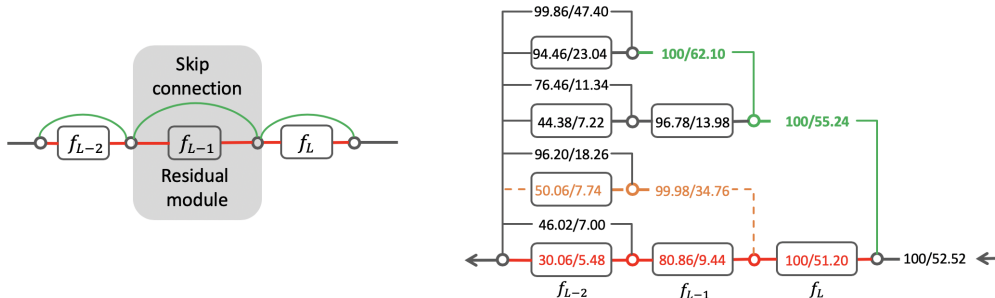 Skip
connection
f_{L−2}
f_{L−1}
f_L
Residual
module
99.86/47.40
94.46/23.04
100/62.10
76.46/11.34
44.38/7.22
96.78/13.98
100/55.24
96.20/18.26
50.06/7.74
99.98/34.76
46.02/7.00
30.06/5.48
80.86/9.44
100/51.20
100/52.52
f_{L−2}
f_{L−1}
f_L